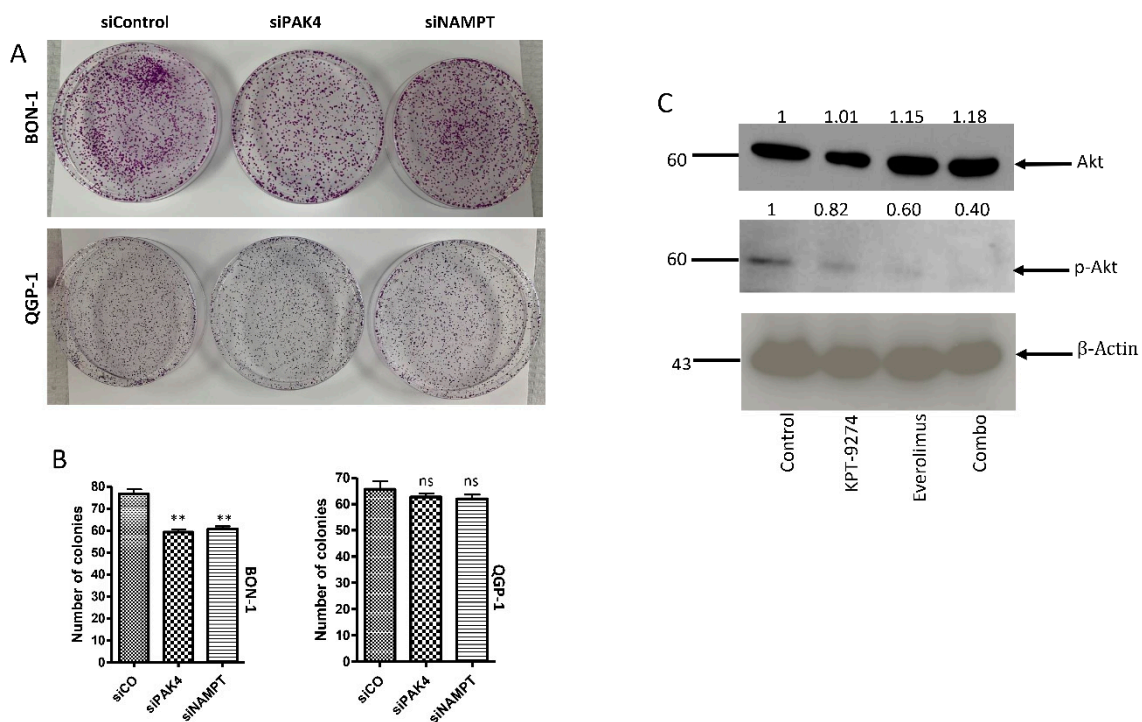 siControl siPAK4 siNAMPT
A
BON-1
QGP-1
B
Number of colonies
80
70
60
50
40
30
20
10
0
** **
siCO siPAK4 siNAMPT
BON-1
Number of colonies
70
60
50
40
30
20
10
0
ns ns
siCO siPAK4 siNAMPT
QGP-1
C
1 1.01 1.15 1.18
60 Akt
1 0.82 0.60 0.40
60 p-Akt
43 β-Actin
Control KPT-9274 Everolimus Combo